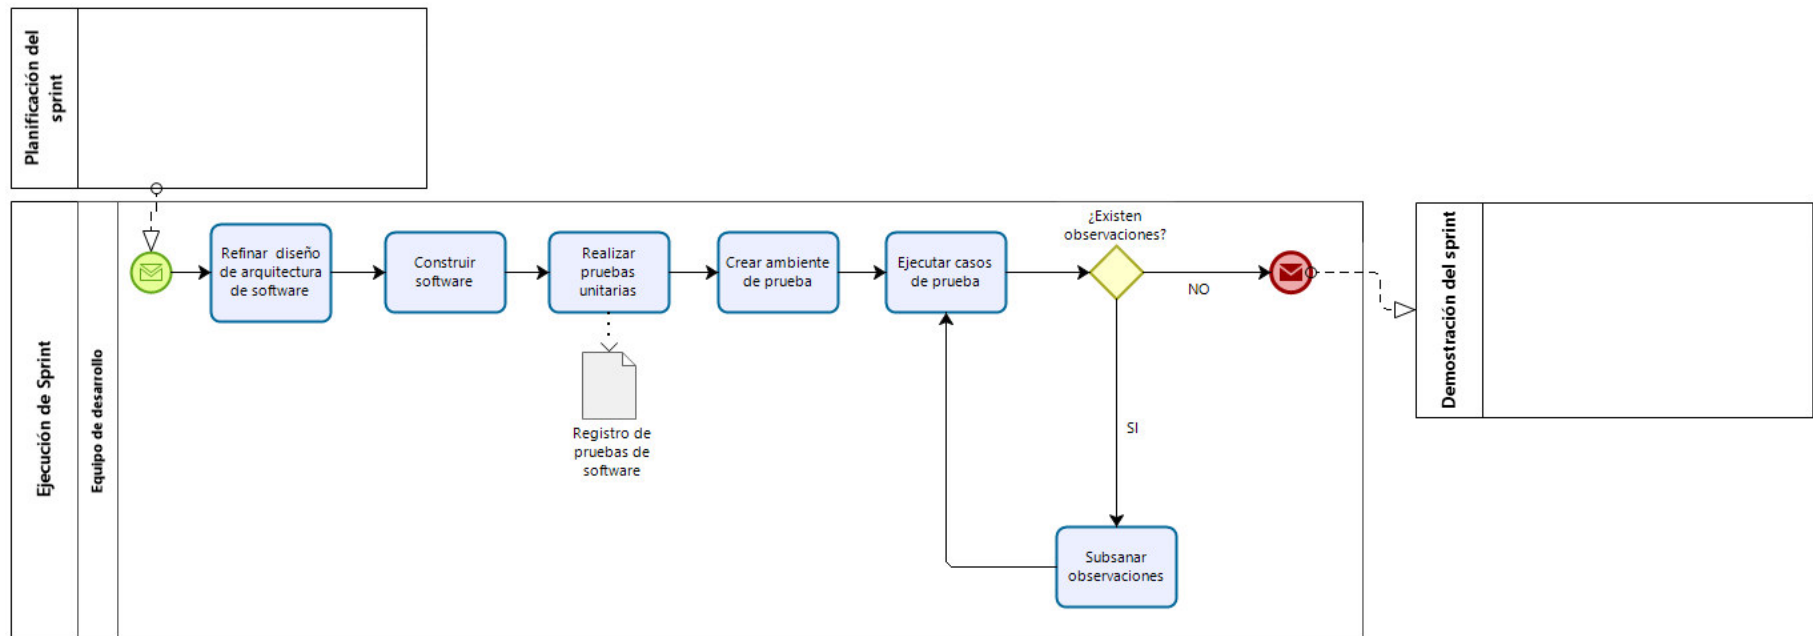 Planificación del
sprint
Ejecución de Sprint
Equipo de desarrollo
Refinar diseño
de arquitectura
de software
Construir
software
Realizar
pruebas
unitarias
Registro de
pruebas de
software
Crear ambiente
de prueba
Ejecutar casos
de prueba
¿Existen
observaciones?
NO
SI
Subsanar
observaciones
Demostración del sprint